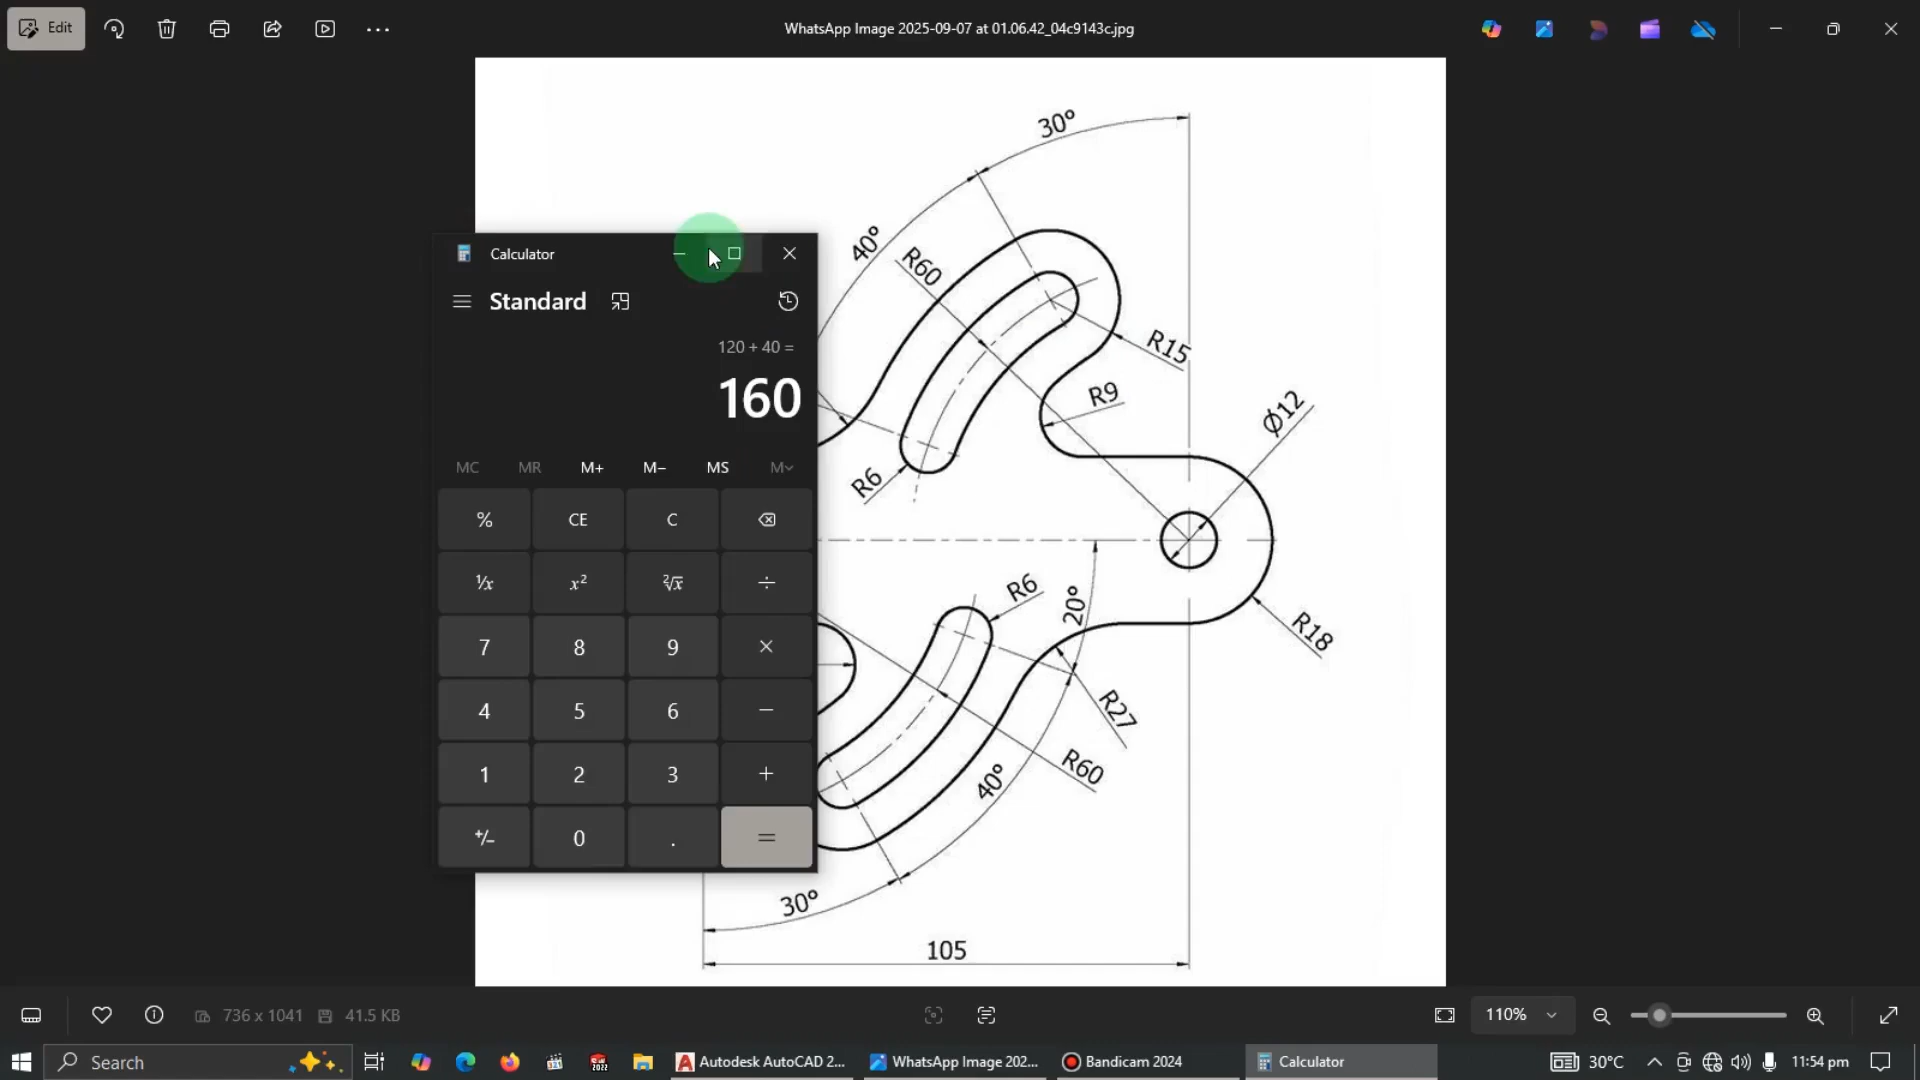 Edit
WhatsApp Image 2025-09-07 at 01.06.42_04c9143c.jpg
30°
40°
R60
R15
R9
Ø12
R6
R6
20°
R18
R27
R60
40°
30°
105
Calculator
Standard
120 + 40 =
160
MC MR M+ M− MS M˅
% CE C ⌫
⅟x x² ²√x ÷
7 8 9 ×
4 5 6 −
1 2 3 +
+/− 0 . =
736 x 1041 41.5 KB
110%
Search
2022
Autodesk AutoCAD 2...
WhatsApp Image 202...
Bandicam 2024
Calculator
30°C
11:54 pm